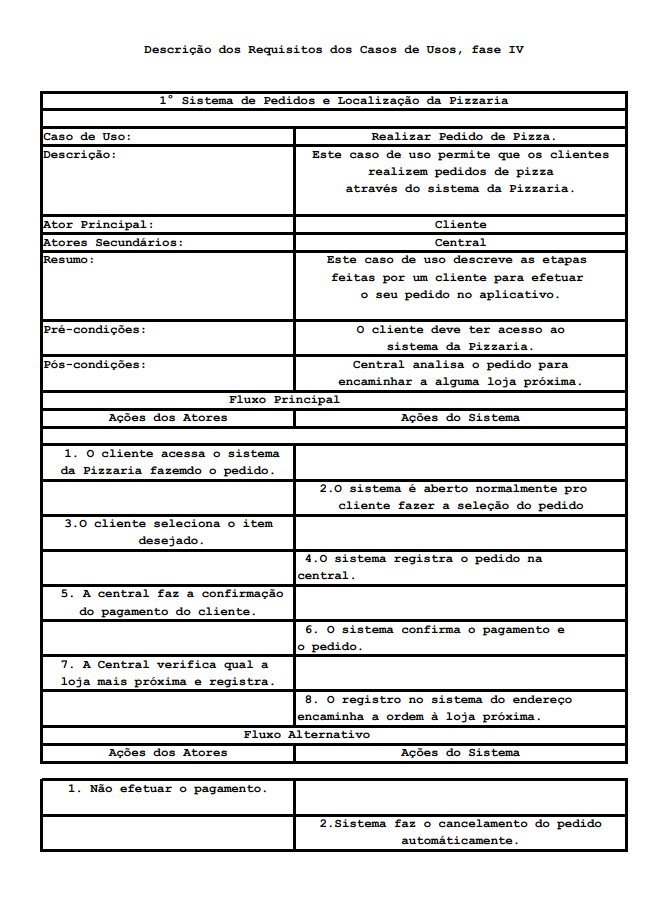 Descrição dos Requisitos dos Casos de Usos, fase IV
1° Sistema de Pedidos e Localização da Pizzaria
Caso de Uso: Realizar Pedido de Pizza.
Descrição: Este caso de uso permite que os clientes
realizem pedidos de pizza
através do sistema da Pizzaria.
Ator Principal: Cliente
Atores Secundários: Central
Resumo: Este caso de uso descreve as etapas
feitas por um cliente para efetuar
o seu pedido no aplicativo.
Pré-condições: O cliente deve ter acesso ao
sistema da Pizzaria.
Pós-condições: Central analisa o pedido para
encaminhar a alguma loja próxima.
Fluxo Principal
Ações dos Atores Ações do Sistema
1. O cliente acessa o sistema
da Pizzaria fazemdo o pedido.
2.O sistema é aberto normalmente pro
cliente fazer a seleção do pedido
3.O cliente seleciona o item
desejado.
4.O sistema registra o pedido na
central.
5. A central faz a confirmação
do pagamento do cliente.
6. O sistema confirma o pagamento e
o pedido.
7. A Central verifica qual a
loja mais próxima e registra.
8. O registro no sistema do endereço
encaminha a ordem à loja próxima.
Fluxo Alternativo
Ações dos Atores Ações do Sistema
1. Não efetuar o pagamento.
2.Sistema faz o cancelamento do pedido
automáticamente.